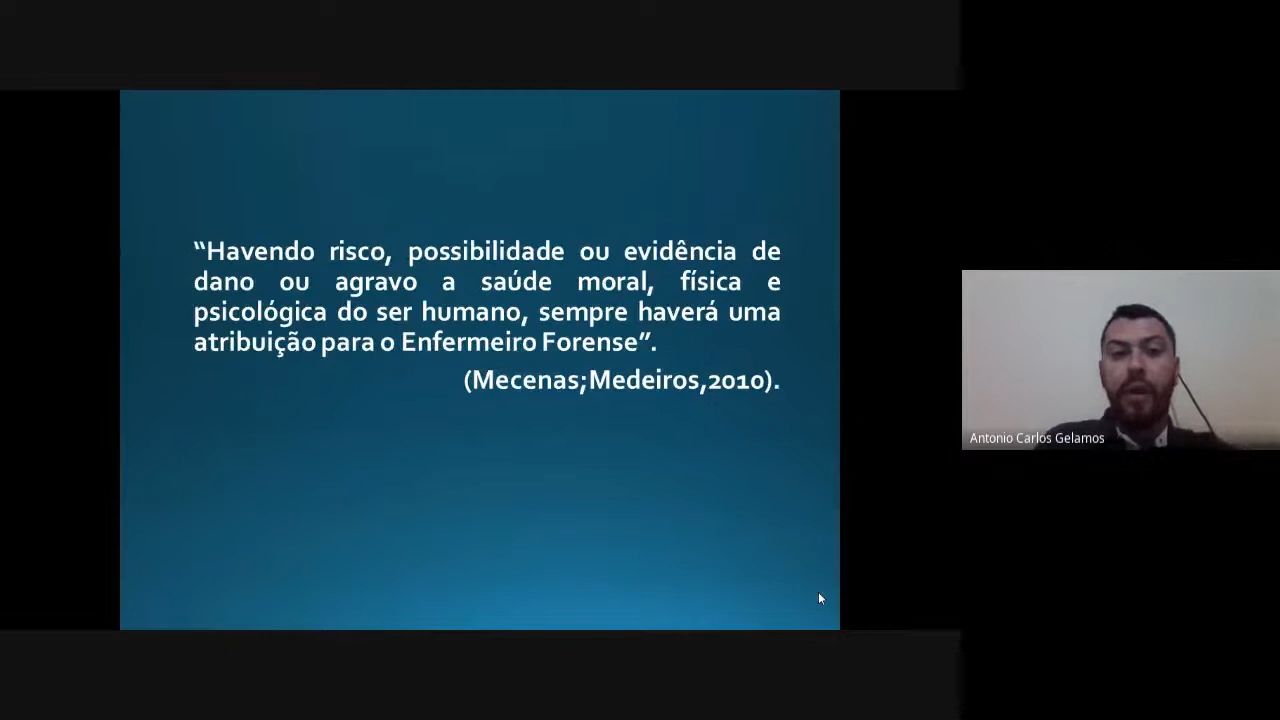 “Havendo risco, possibilidade ou evidência de
dano ou agravo a saúde moral, física e
psicológica do ser humano, sempre haverá uma
atribuição para o Enfermeiro Forense”.
(Mecenas;Medeiros,2010).
Antonio Carlos Gelamos